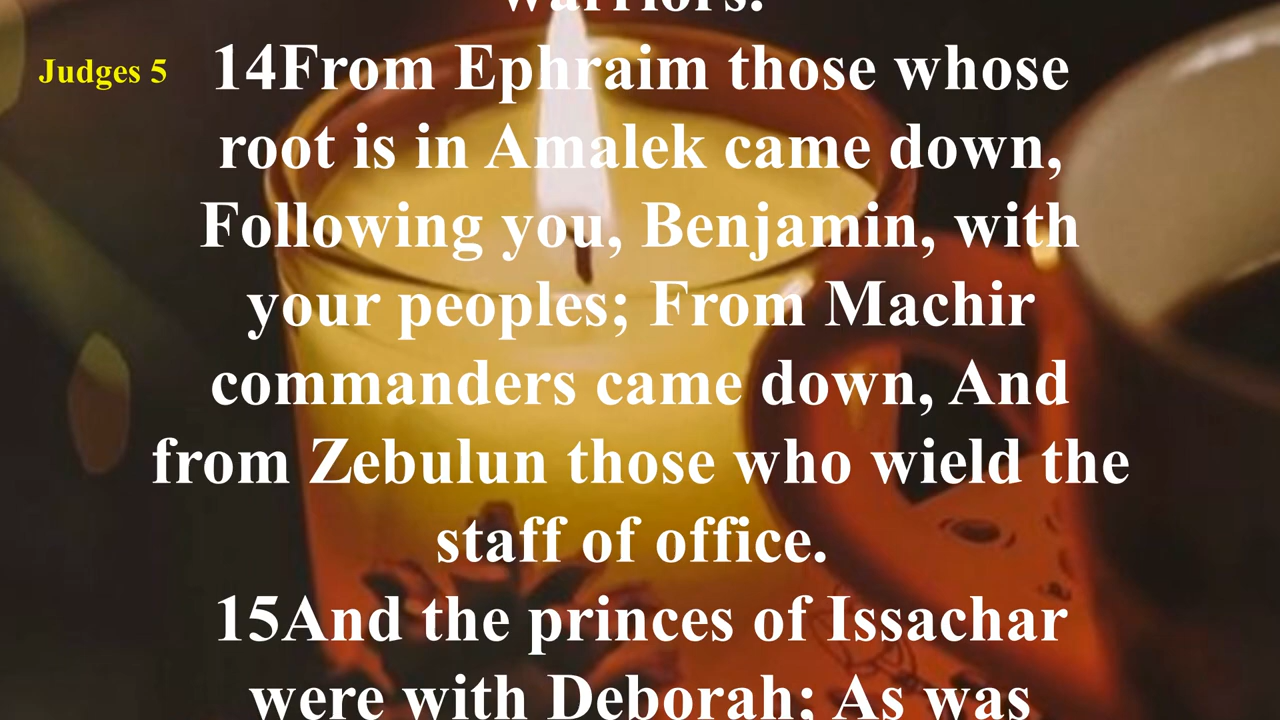 warriors.
Judges 5
14From Ephraim those whose
root is in Amalek came down,
Following you, Benjamin, with
your peoples; From Machir
commanders came down, And
from Zebulun those who wield the
staff of office.
15And the princes of Issachar
were with Deborah; As was